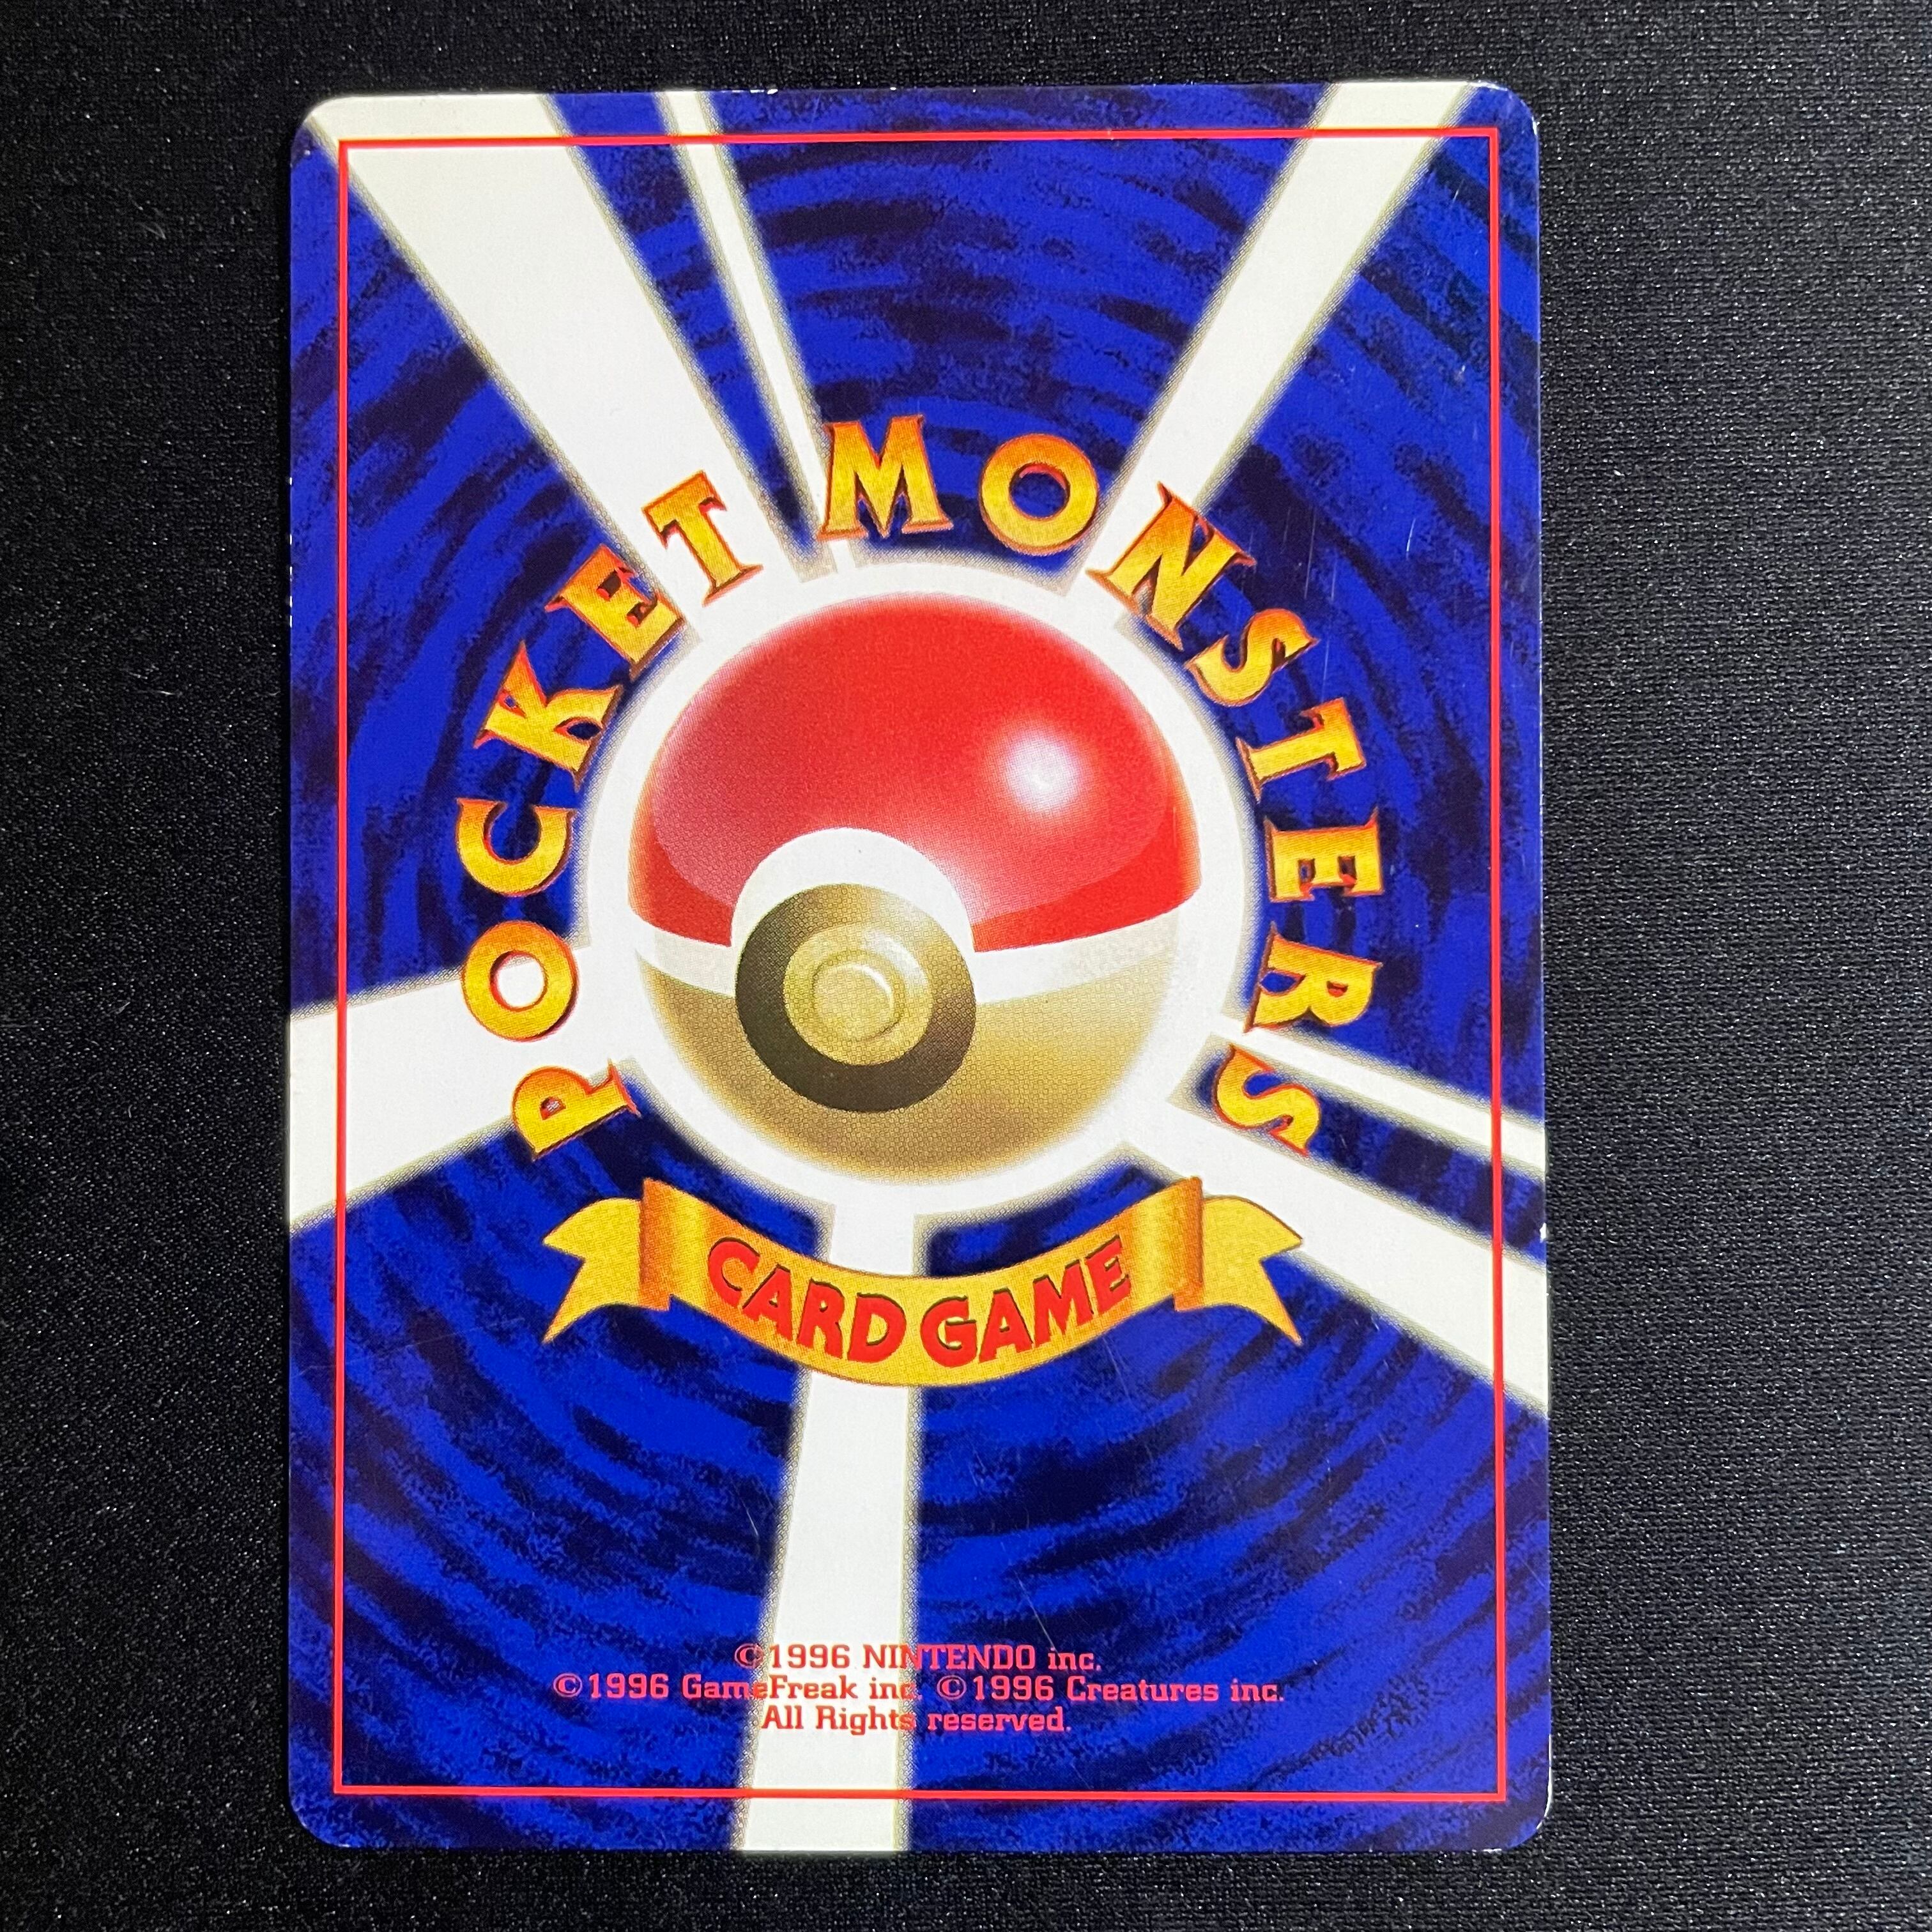 POCKET MONSTERS
CARD GAME
©1996 NINTENDO inc.
©1996 GameFreak inc. ©1996 Creatures inc.
All Rights reserved.